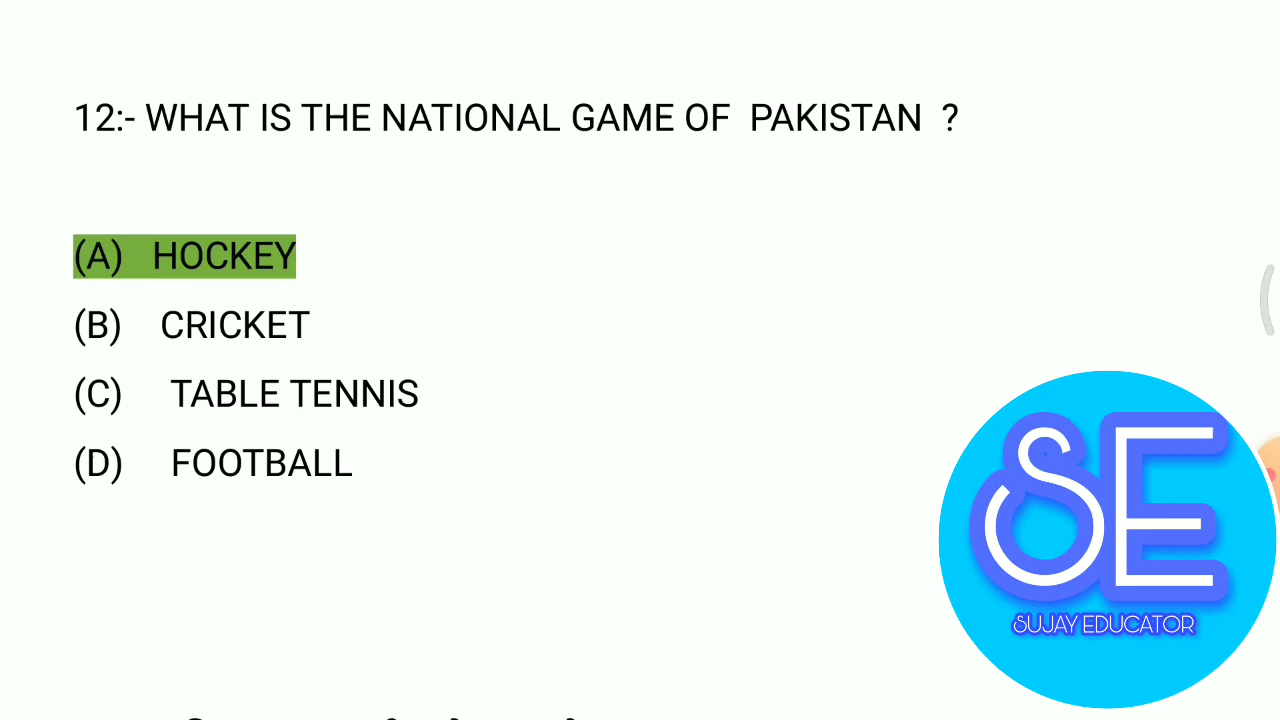 12:- WHAT IS THE NATIONAL GAME OF PAKISTAN ?
(A) HOCKEY
(B) CRICKET
(C) TABLE TENNIS
(D) FOOTBALL
SE
SUJAY EDUCATOR